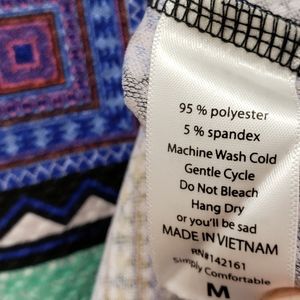 95 % polyester
5 % spandex
Machine Wash Cold
Gentle Cycle
Do Not Bleach
Hang Dry
or you'll be sad
MADE IN VIETNAM
RN#142161
Simply Comfortable
M